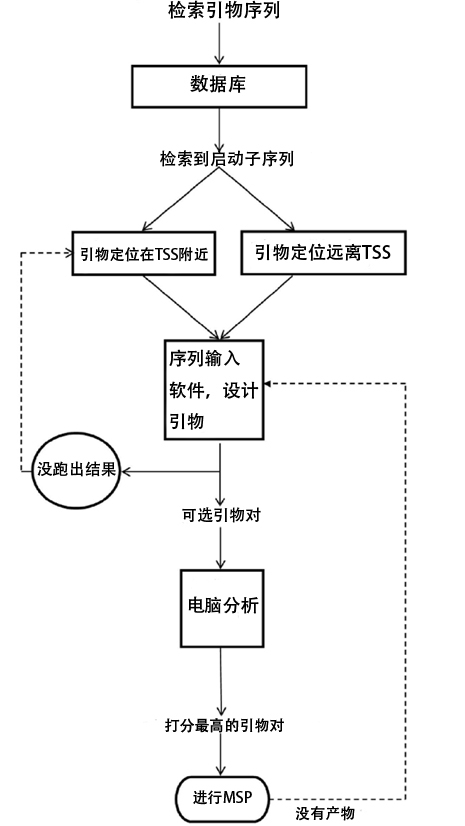 检索引物序列
数据库
检索到启动子序列
引物定位在TSS附近
引物定位远离TSS
序列输入
软件，设计
引物
没跑出结果
可选引物对
电脑分析
打分最高的引物对
进行MSP
没有产物